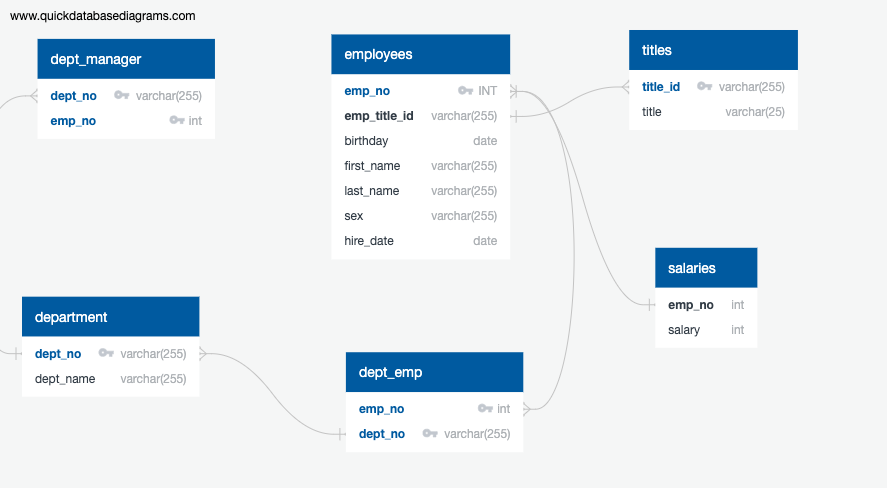 www.quickdatabasediagrams.com
dept_manager
dept_no varchar(255)
emp_no int
employees
emp_no INT
emp_title_id varchar(255)
birthday date
first_name varchar(255)
last_name varchar(255)
sex varchar(255)
hire_date date
titles
title_id varchar(255)
title varchar(25)
salaries
emp_no int
salary int
department
dept_no varchar(255)
dept_name varchar(255)
dept_emp
emp_no int
dept_no varchar(255)